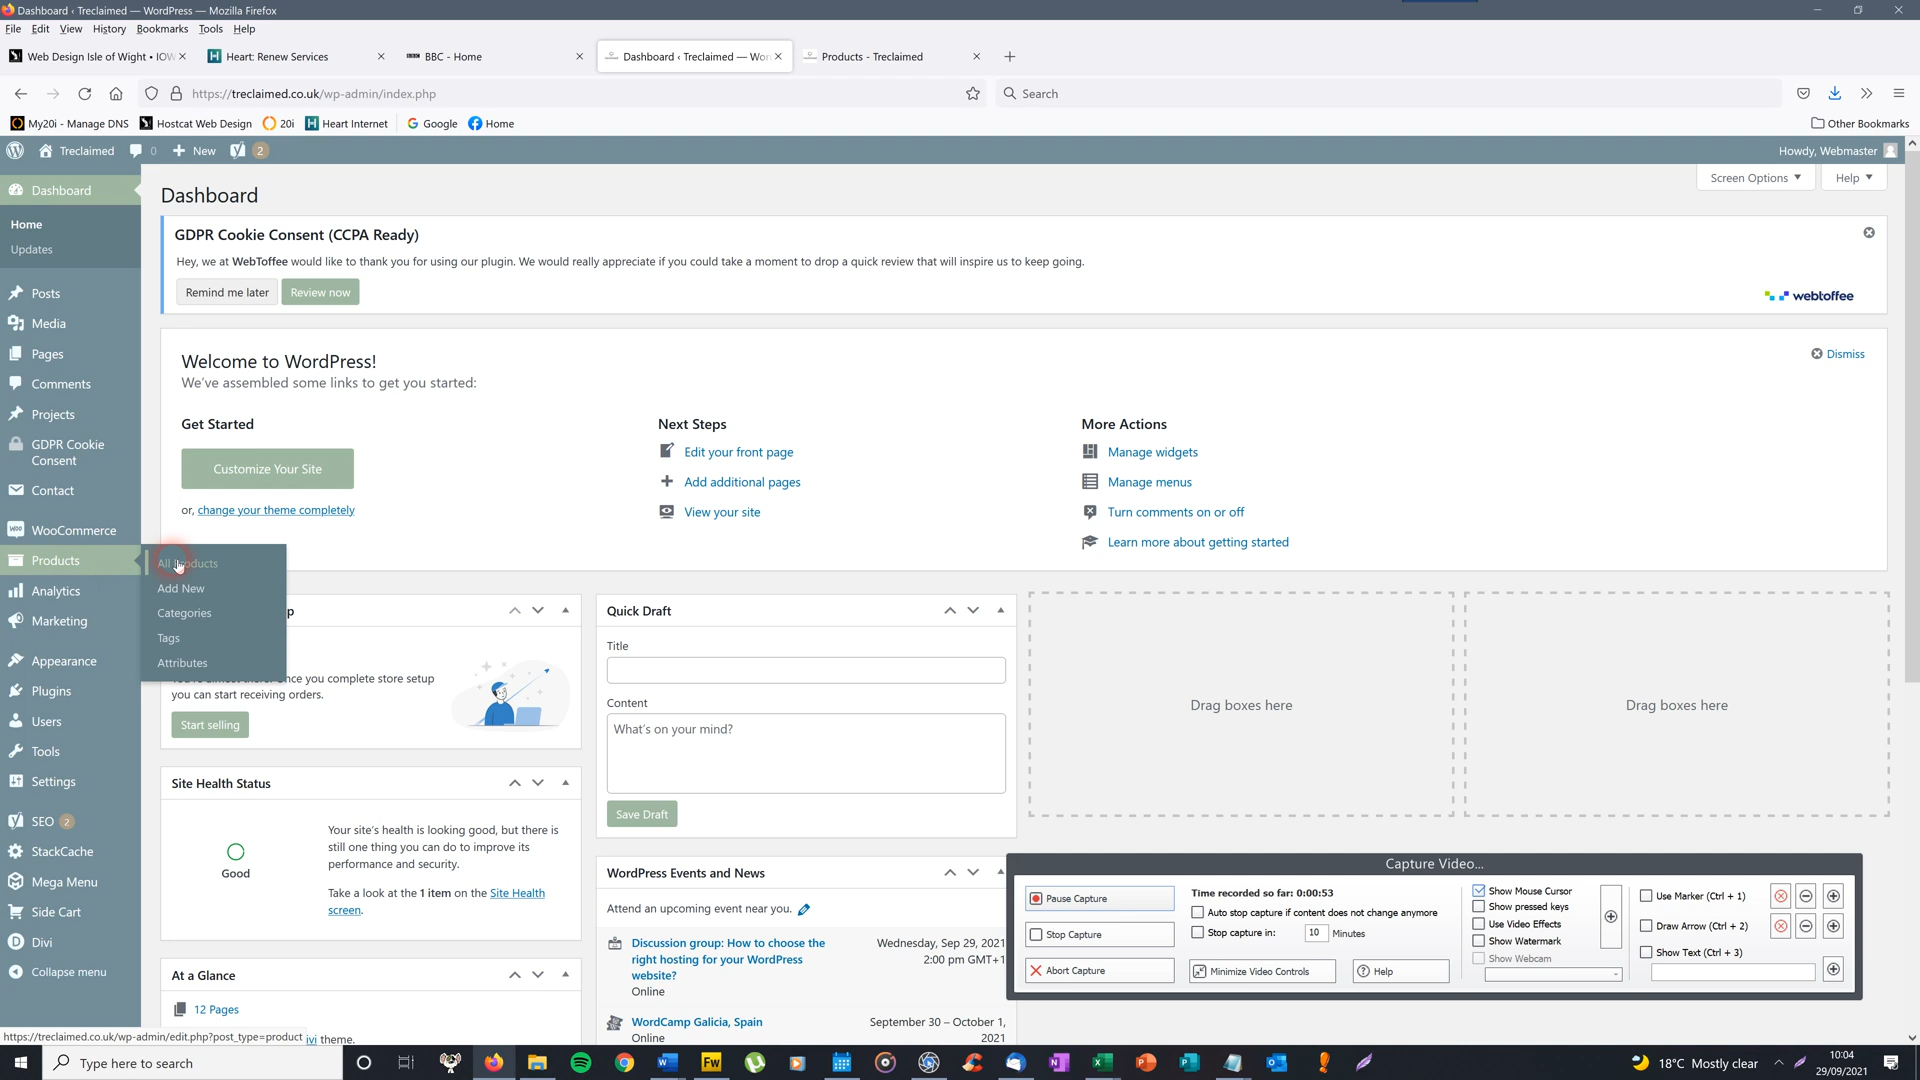 Dashboard ‹ Treclaimed — WordPress — Mozilla Firefox
File Edit View History Bookmarks Tools Help
Web Design Isle of Wight • IOW
Heart: Renew Services
BBC - Home
Dashboard ‹ Treclaimed — Wor
Products - Treclaimed
https://treclaimed.co.uk/wp-admin/index.php
Search
My20i - Manage DNS
Hostcat Web Design
20i
Heart Internet
Google
Home
Other Bookmarks
Treclaimed
0
New
2
Howdy, Webmaster
Dashboard
Home
Updates
Posts
Media
Pages
Comments
Projects
GDPR Cookie
Consent
Contact
WooCommerce
Products
Analytics
Marketing
Appearance
Plugins
Users
Tools
Settings
SEO 2
StackCache
Mega Menu
Side Cart
Divi
Collapse menu
All Products
Add New
Categories
Tags
Attributes
Dashboard
Screen Options
Help
GDPR Cookie Consent (CCPA Ready)
Hey, we at WebToffee would like to thank you for using our plugin. We would really appreciate if you could take a moment to drop a quick review that will inspire us to keep going.
Remind me later
Review now
webtoffee
Welcome to WordPress!
We've assembled some links to get you started:
Dismiss
Get Started
Customize Your Site
or, change your theme completely
Next Steps
Edit your front page
Add additional pages
View your site
More Actions
Manage widgets
Manage menus
Turn comments on or off
Learn more about getting started
p
once you complete store setup
you can start receiving orders.
Start selling
Site Health Status
Good
Your site's health is looking good, but there is
still one thing you can do to improve its
performance and security.
Take a look at the 1 item on the Site Health
screen.
At a Glance
12 Pages
ivi theme.
Quick Draft
Title
Content
What's on your mind?
Save Draft
WordPress Events and News
Attend an upcoming event near you.
Discussion group: How to choose the
right hosting for your WordPress
website?
Online
Wednesday, Sep 29, 2021
2:00 pm GMT+1
WordCamp Galicia, Spain
Online
September 30 – October 1,
2021
Drag boxes here
Drag boxes here
Capture Video...
Pause Capture
Stop Capture
Abort Capture
Time recorded so far: 0:00:53
Auto stop capture if content does not change anymore
Stop capture in: 10 Minutes
Minimize Video Controls
Help
Show Mouse Cursor
Show pressed keys
Use Video Effects
Show Watermark
Show Webcam
Use Marker (Ctrl + 1)
Draw Arrow (Ctrl + 2)
Show Text (Ctrl + 3)
https://treclaimed.co.uk/wp-admin/edit.php?post_type=product
Type here to search
18°C Mostly clear
10:04
29/09/2021